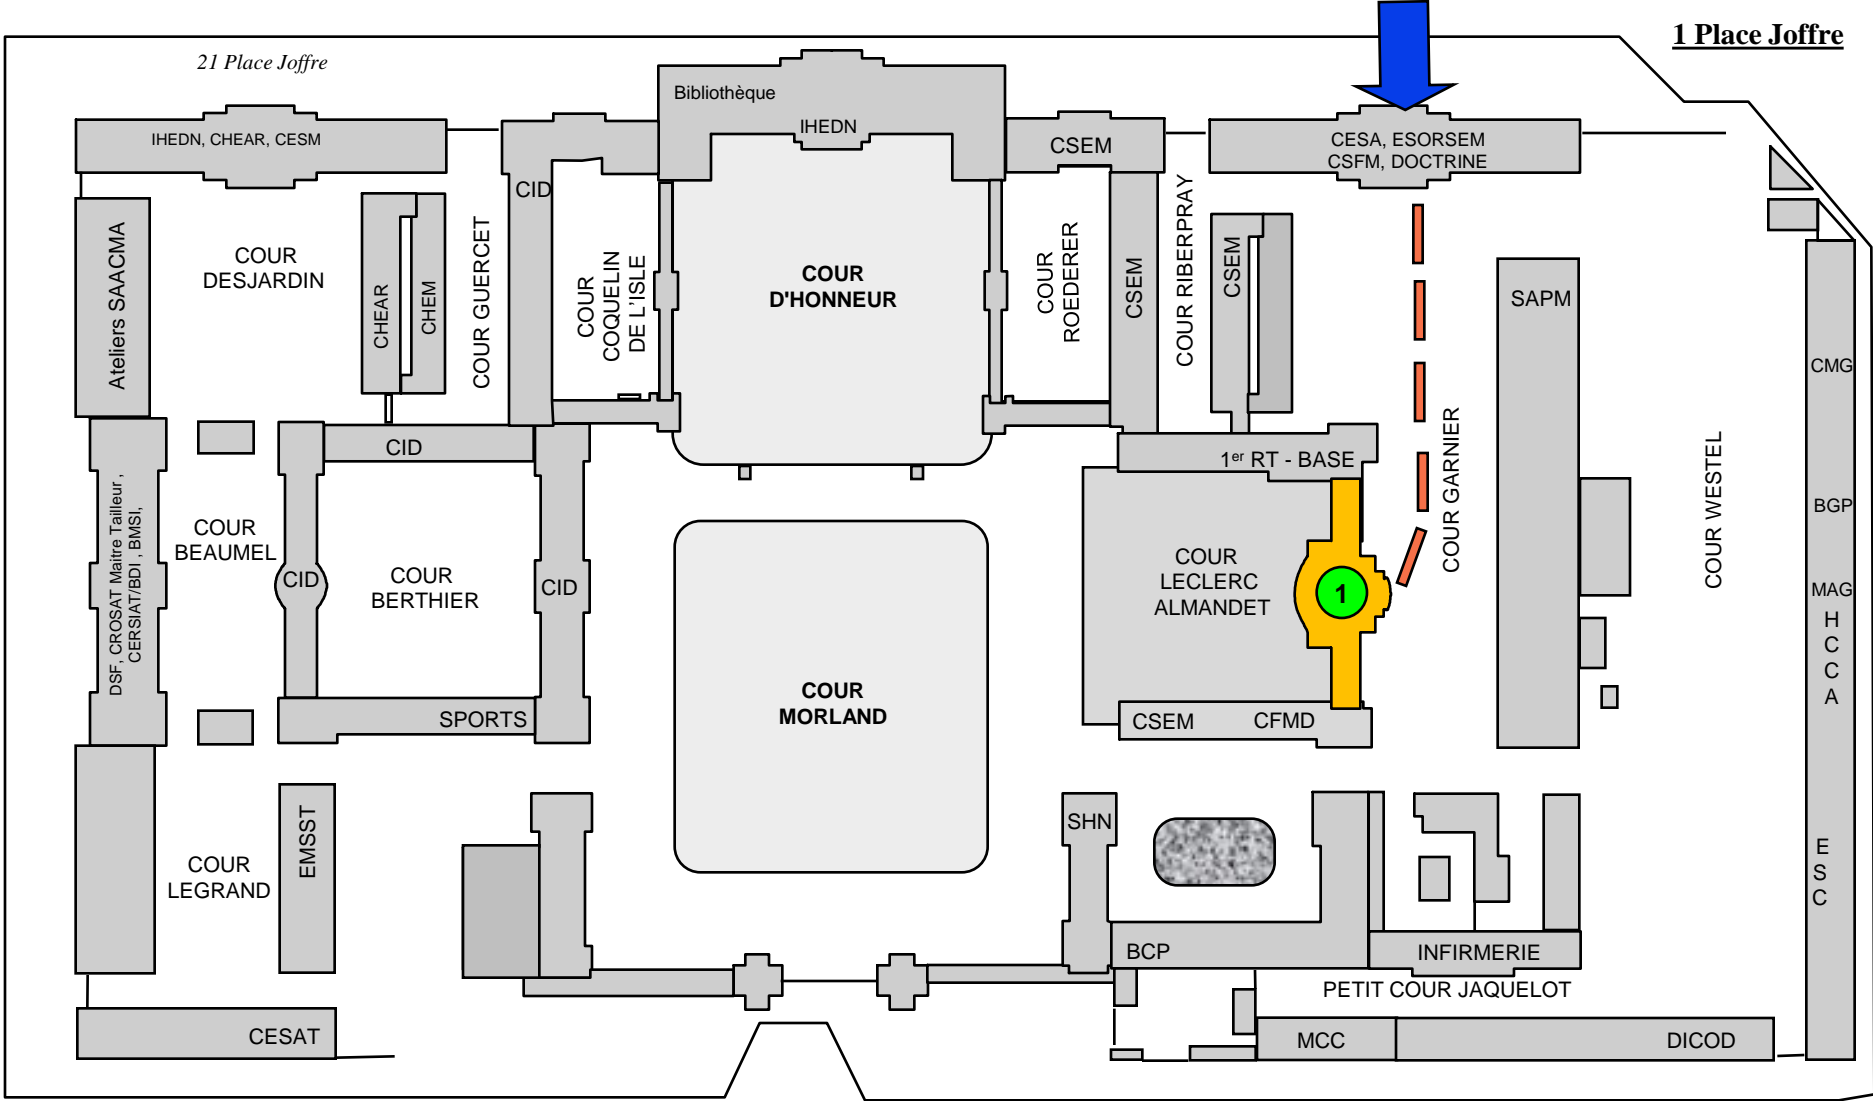 1 Place Joffre
21 Place Joffre
Bibliothèque
IHEDN
IHEDN, CHEAR, CESM
CSEM
CESA, ESORSEM
CSFM, DOCTRINE
CID
Ateliers SAACMA
COUR
DESJARDIN
CHEAR
CHEM
COUR GUERCET
COUR
COQUELIN
DE L'ISLE
COUR
D'HONNEUR
COUR
ROEDERER
CSEM
COUR RIBERPRAY
CSEM
SAPM
CMG
CID
1er RT - BASE
COUR GARNIER
COUR WESTEL
BGP
DSF, CROSAT Maitre Tailleur ,
CERSIAT/BDI , BMSI,
COUR
BEAUMEL
CID
COUR
BERTHIER
CID
COUR
LECLERC
ALMANDET
1
MAG
H
C
C
A
COUR
MORLAND
SPORTS
CSEM
CFMD
SHN
EMSST
COUR
LEGRAND
E
S
C
BCP
INFIRMERIE
PETIT COUR JAQUELOT
CESAT
MCC
DICOD